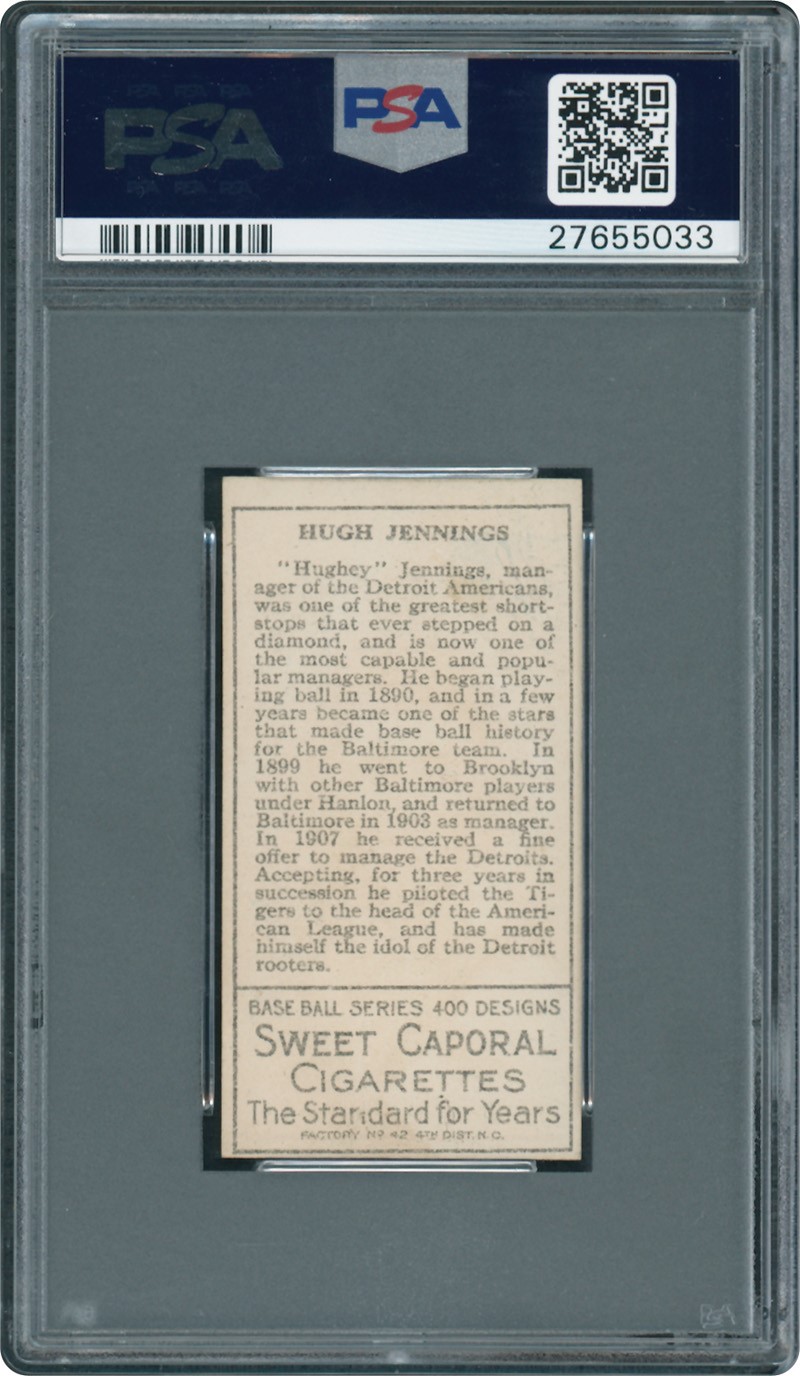 PSA
PSA
27655033
HUGH JENNINGS
"Hughey" Jennings, man-
ager of the Detroit Americans,
was one of the greatest short-
stops that ever stepped on a
diamond, and is now one of
the most capable and popu-
lar managers. He began play-
ing ball in 1890, and in a few
years became one of the stars
that made base ball history
for the Baltimore team. In
1899 he went to Brooklyn
with other Baltimore players
under Hanlon, and returned to
Baltimore in 1903 as manager.
In 1907 he received a fine
offer to manage the Detroits.
Accepting, for three years in
succession he piloted the Ti-
gers to the head of the Ameri-
can League, and has made
himself the idol of the Detroit
rooters.
BASE BALL SERIES 400 DESIGNS
SWEET CAPORAL
CIGARETTES
The Standard for Years
FACTORY Nº 42 4TH DIST. N.C.
PSA